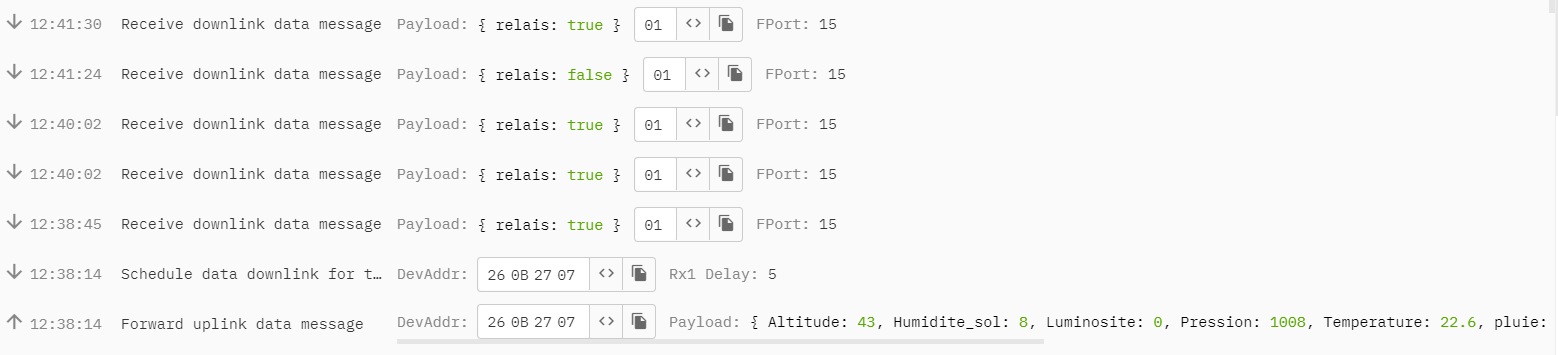 12:41:30 Receive downlink data message Payload: { relais: true } 01 <> FPort: 15
12:41:24 Receive downlink data message Payload: { relais: false } 01 <> FPort: 15
12:40:02 Receive downlink data message Payload: { relais: true } 01 <> FPort: 15
12:40:02 Receive downlink data message Payload: { relais: true } 01 <> FPort: 15
12:38:45 Receive downlink data message Payload: { relais: true } 01 <> FPort: 15
12:38:14 Schedule data downlink for t… DevAddr: 26 0B 27 07 <> Rx1 Delay: 5
12:38:14 Forward uplink data message DevAddr: 26 0B 27 07 <> Payload: { Altitude: 43, Humidite_sol: 8, Luminosite: 0, Pression: 1008, Temperature: 22.6, pluie: